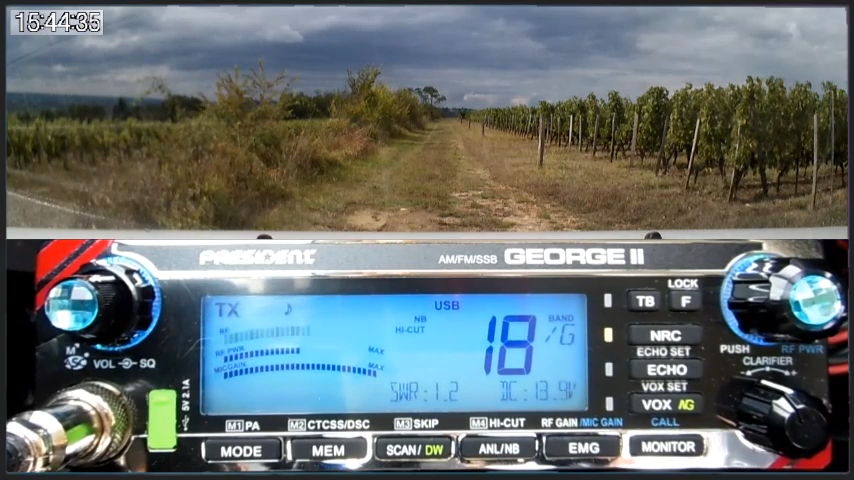 15:44:35
PRESIDENT AM/FM/SSB GEORGE II
LOCK
TX USB TB F
NB BAND
RF HI-CUT 18 /G NRC
RF PWR MAX ECHO SET
MIC GAIN MAX ECHO
SWR:1.2 DC:13.9V VOX SET
VOX NG
CALL
PUSH RF PWR
CLARIFIER
M ASC VOL SQ
5V 2.1A
M1 PA M2 CTCSS/DSC M3 SKIP M4 HI-CUT RF GAIN/MIC GAIN
MODE MEM SCAN/DW ANL/NB EMG MONITOR